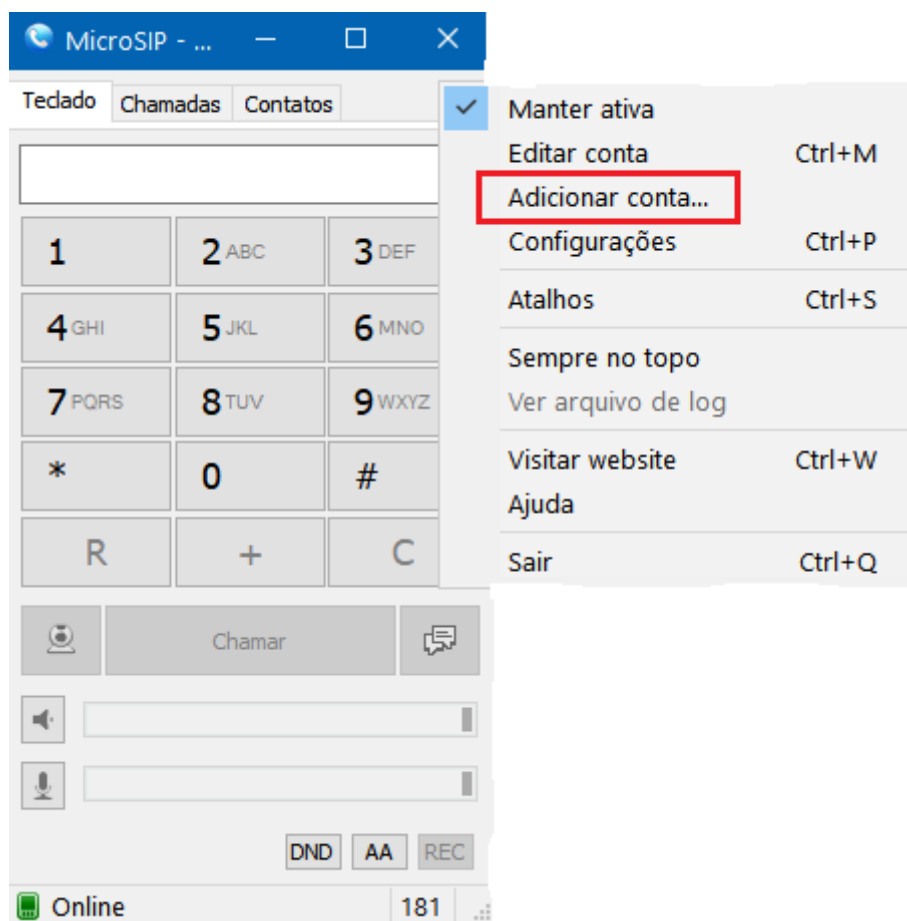 MicroSIP - ...
Teclado Chamadas Contatos
Manter ativa
Editar conta Ctrl+M
Adicionar conta...
Configurações Ctrl+P
Atalhos Ctrl+S
Sempre no topo
Ver arquivo de log
Visitar website Ctrl+W
Ajuda
Sair Ctrl+Q
1 2 ABC 3 DEF
4 GHI 5 JKL 6 MNO
7 PQRS 8 TUV 9 WXYZ
* 0 #
R + C
Chamar
DND AA REC
Online 181